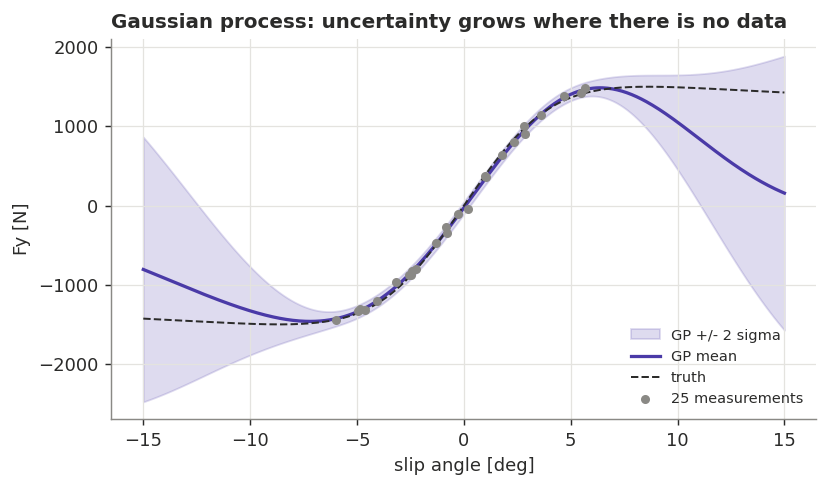 Gaussian process: uncertainty grows where there is no data
2000
1000
0
−1000
−2000
Fy [N]
GP +/- 2 sigma
GP mean
truth
25 measurements
−15 −10 −5 0 5 10 15
slip angle [deg]